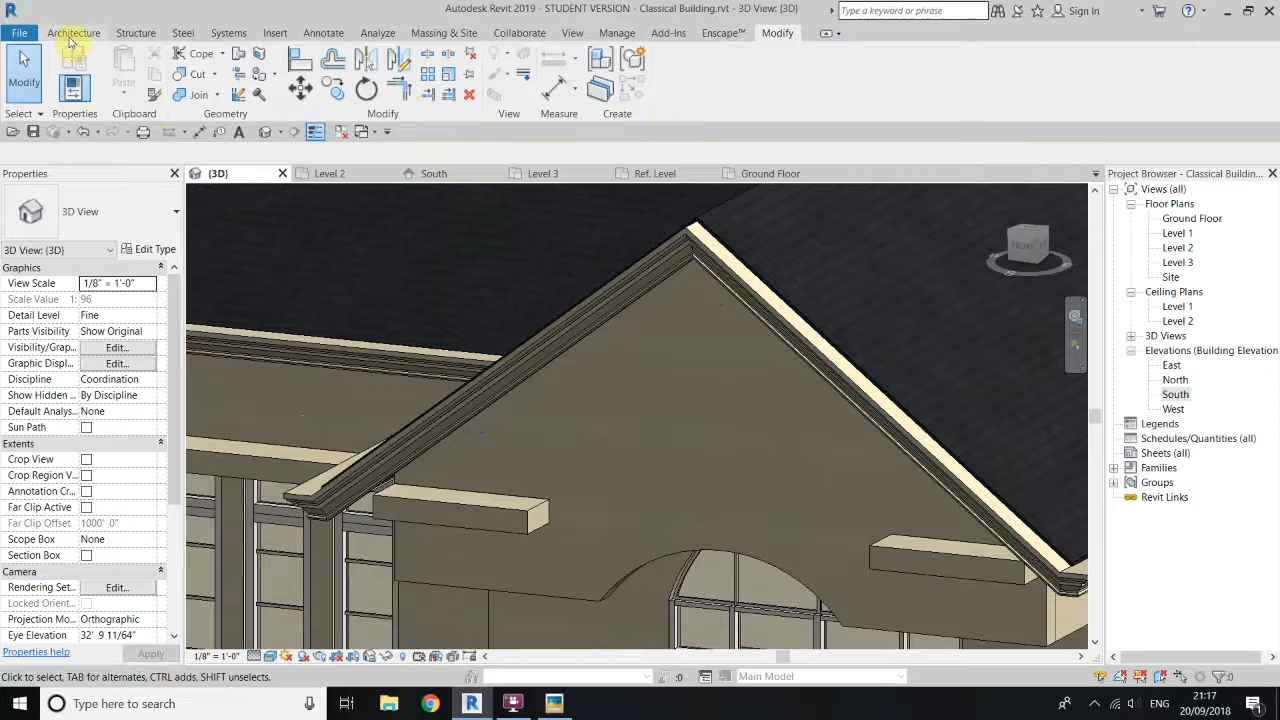 Autodesk Revit 2019 - STUDENT VERSION - Classical Building.rvt - 3D View: {3D}
Type a keyword or phrase
Sign In
File Architecture Structure Steel Systems Insert Annotate Analyze Massing & Site Collaborate View Manage Add-Ins Enscape™ Modify
Modify Paste Cope Cut Join
Select Properties Clipboard Geometry Modify View Measure Create
Properties
{3D} Level 2 South Level 3 Ref. Level Ground Floor
Project Browser - Classical Buildin...
3D View
3D View: {3D} Edit Type
Graphics
View Scale 1/8" = 1'-0"
Scale Value 1: 96
Detail Level Fine
Parts Visibility Show Original
Visibility/Grap... Edit...
Graphic Displ... Edit...
Discipline Coordination
Show Hidden ... By Discipline
Default Analys... None
Sun Path
Extents
Crop View
Crop Region V...
Annotation Cr...
Far Clip Active
Far Clip Offset 1000' 0"
Scope Box None
Section Box
Camera
Rendering Set... Edit...
Locked Orient...
Projection Mo... Orthographic
Eye Elevation 32' 9 11/64"
Properties help Apply
FRONT
Views (all)
Floor Plans
Ground Floor
Level 1
Level 2
Level 3
Site
Ceiling Plans
Level 1
Level 2
3D Views
Elevations (Building Elevation
East
North
South
West
Legends
Schedules/Quantities (all)
Sheets (all)
Families
Groups
Revit Links
1/8" = 1'-0"
Click to select, TAB for alternates, CTRL adds, SHIFT unselects.
:0 Main Model :0
Type here to search
ENG
21:17
20/09/2018